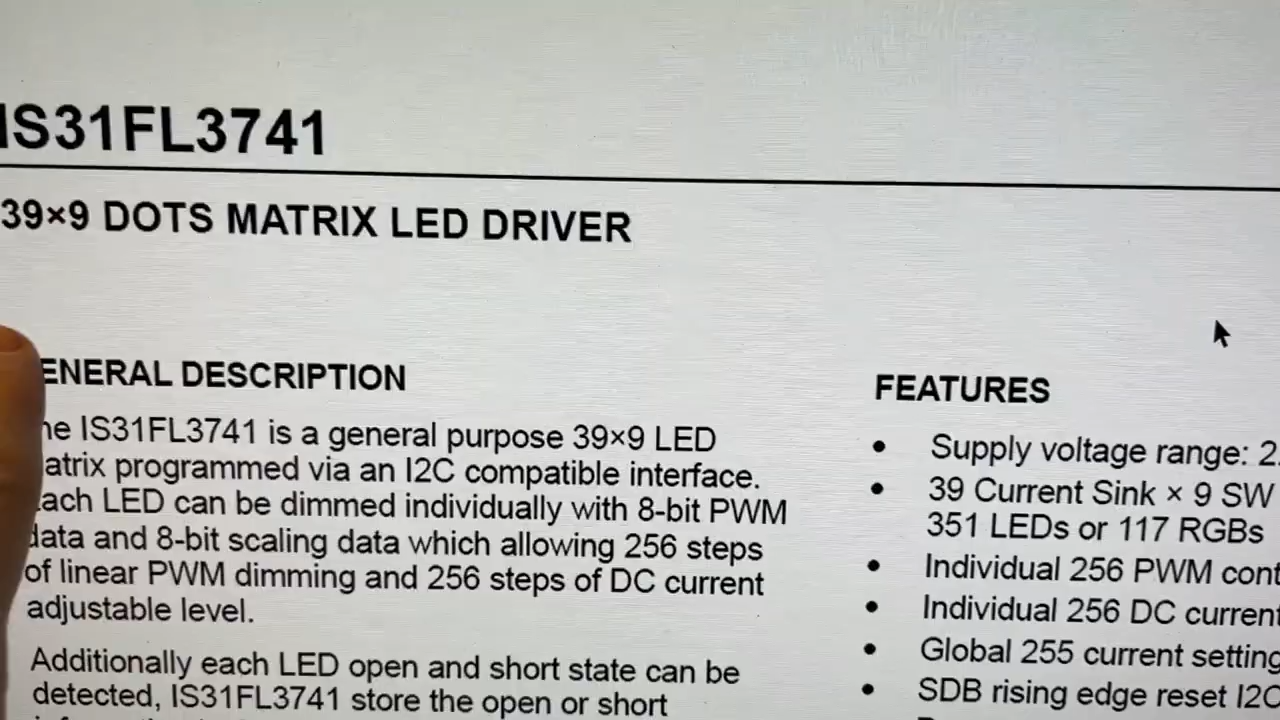 IS31FL3741
39×9 DOTS MATRIX LED DRIVER
GENERAL DESCRIPTION
The IS31FL3741 is a general purpose 39×9 LED
matrix programmed via an I2C compatible interface.
Each LED can be dimmed individually with 8-bit PWM
data and 8-bit scaling data which allowing 256 steps
of linear PWM dimming and 256 steps of DC current
adjustable level.
Additionally each LED open and short state can be
detected, IS31FL3741 store the open or short
FEATURES
• Supply voltage range: 2.
• 39 Current Sink × 9 SW
351 LEDs or 117 RGBs
• Individual 256 PWM cont
• Individual 256 DC current
• Global 255 current setting
• SDB rising edge reset I2C